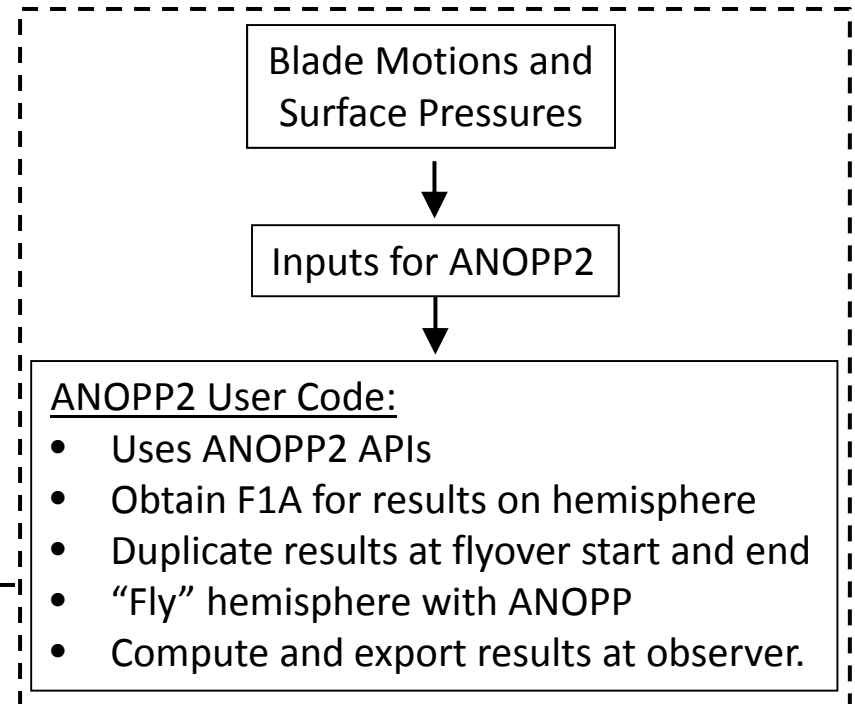 Blade Motions and
Surface Pressures
Inputs for ANOPP2
ANOPP2 User Code:
• Uses ANOPP2 APIs
• Obtain F1A for results on hemisphere
• Duplicate results at flyover start and end
• “Fly” hemisphere with ANOPP
• Compute and export results at observer.